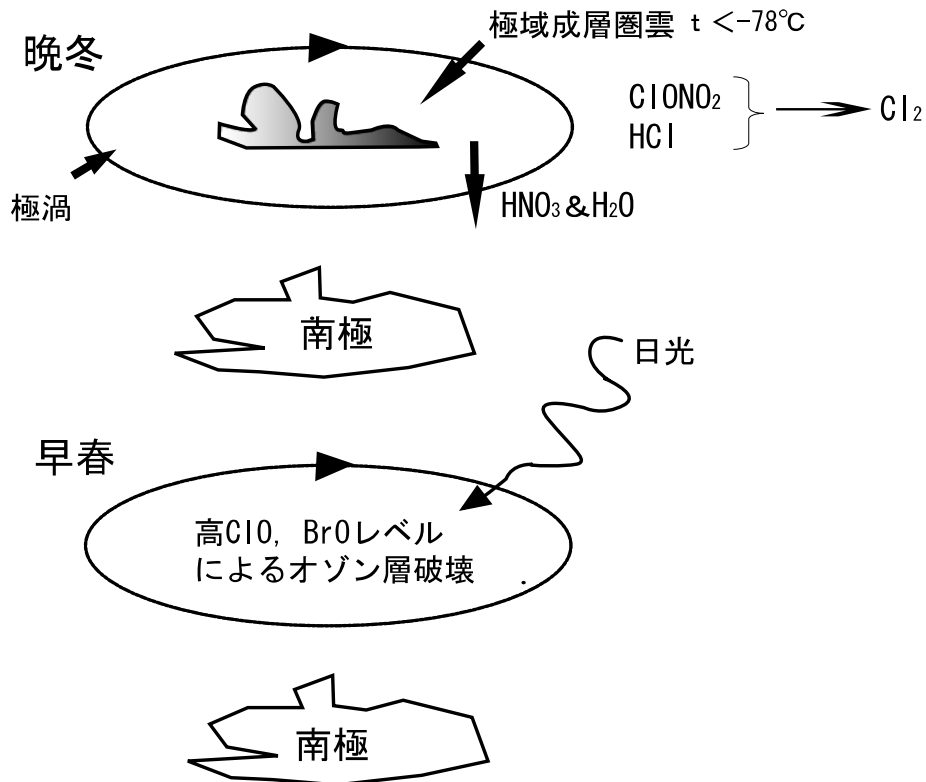 晩冬
極域成層圏雲 t <-78℃
ClONO₂
HCl
Cl₂
極渦
HNO₃&H₂O
南極
日光
早春
高ClO, BrOレベル
によるオゾン層破壊
南極